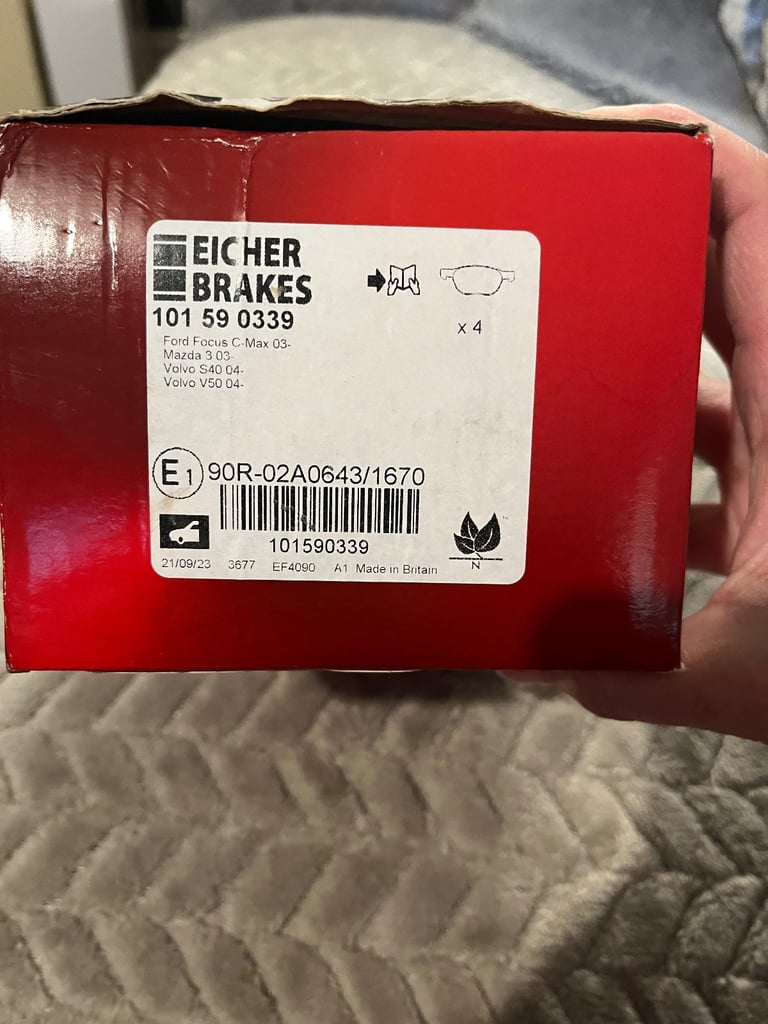 EICHER
BRAKES
101 59 0339
x 4
Ford Focus C-Max 03-
Mazda 3 03-
Volvo S40 04-
Volvo V50 04-
E1 90R-02A0643/1670
101590339
21/09/23 3677 EF4090 A1 Made in Britain
N